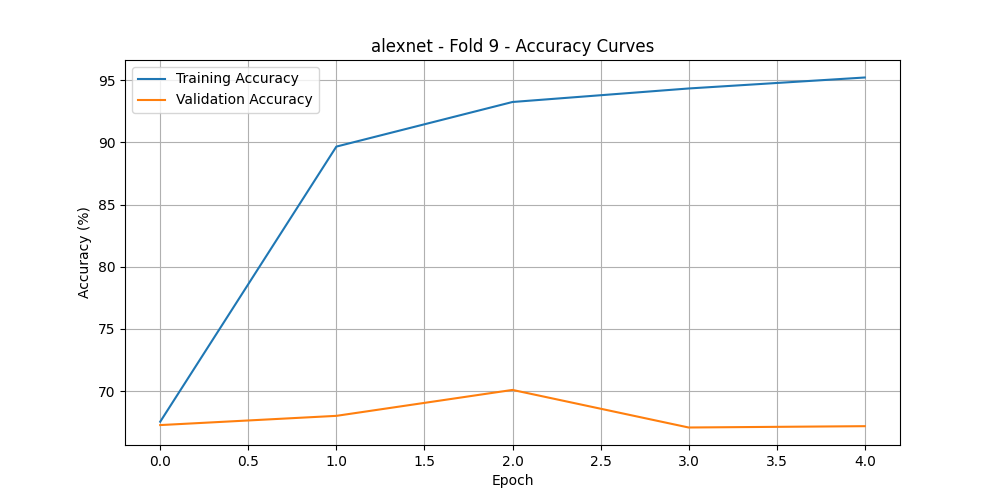 alexnet - Fold 9 - Accuracy Curves
Training Accuracy
Validation Accuracy
Accuracy (%)
95
90
85
80
75
70
0.0 0.5 1.0 1.5 2.0 2.5 3.0 3.5 4.0
Epoch